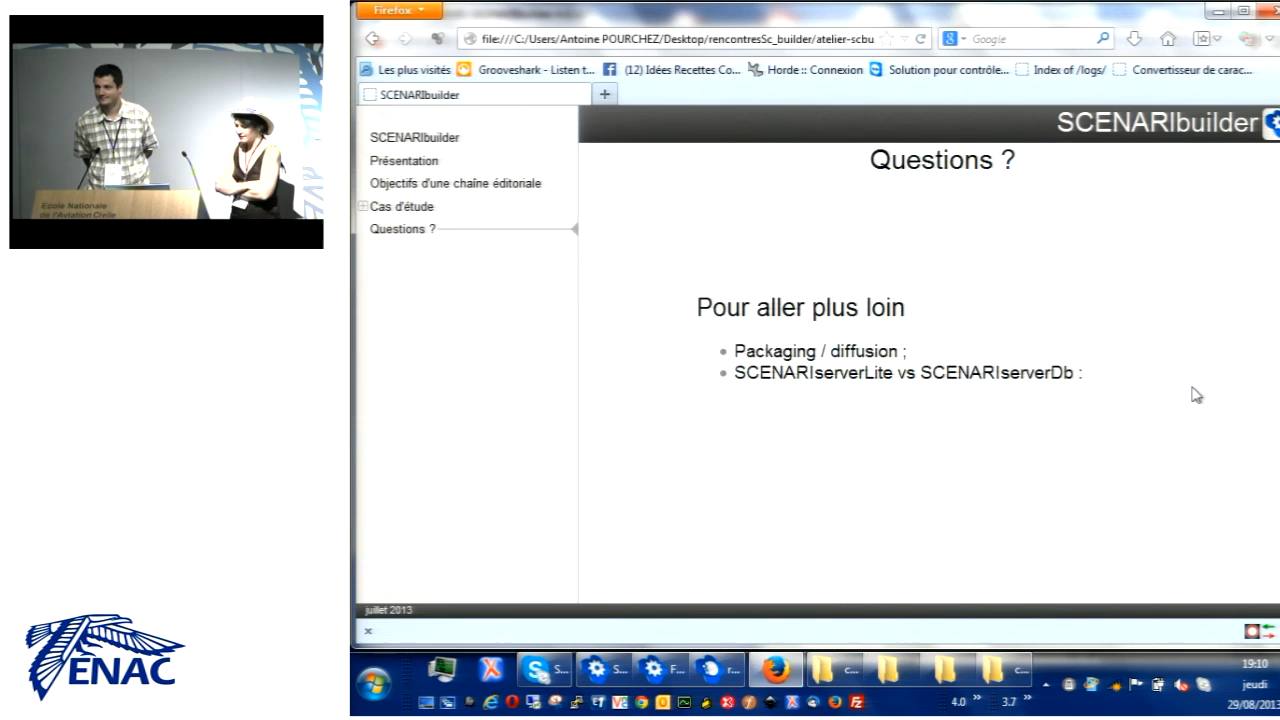 Firefox
file:///C:/Users/Antoine POURCHEZ/Desktop/rencontresSc_builder/atelier-scbu
Google
Les plus visités
Grooveshark - Listen t...
(12) Idées Recettes Co...
Horde :: Connexion
Solution pour contrôle...
Index of /logs/
Convertisseur de carac...
SCENARIbuilder
SCENARIbuilder
SCENARIbuilder
Présentation
Objectifs d'une chaîne éditoriale
Cas d'étude
Questions ?
Questions ?
Pour aller plus loin
Packaging / diffusion ;
SCENARIserverLite vs SCENARIserverDb :
juillet 2013
Ecole Nationale
de l'Aviation Civile
ENAC
S...
S...
F...
r...
c...
c...
19:10
jeudi
29/08/201
4.0
3.7